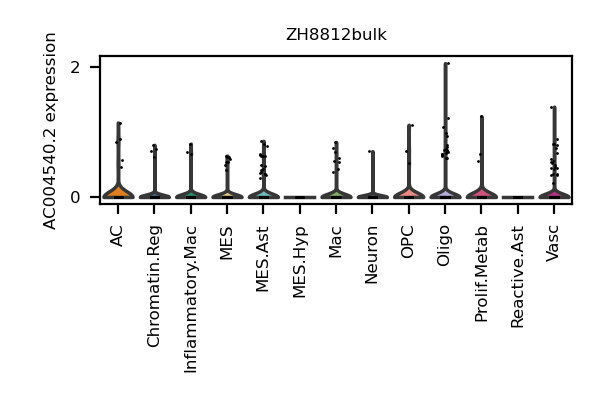 ZH8812bulk
AC004540.2 expression
2
0
AC
Chromatin.Reg
Inflammatory.Mac
MES
MES.Ast
MES.Hyp
Mac
Neuron
OPC
Oligo
Prolif.Metab
Reactive.Ast
Vasc